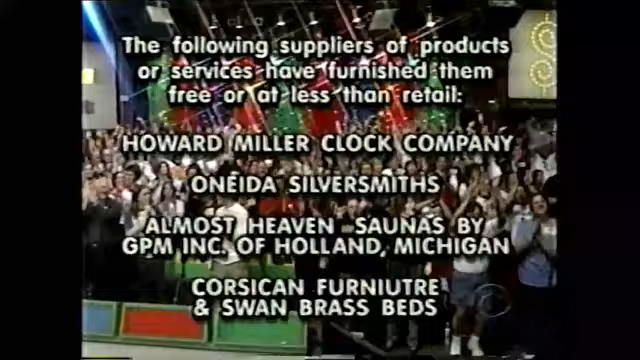 The following suppliers of products
or services have furnished them
free or at less than retail:
HOWARD MILLER CLOCK COMPANY
ONEIDA SILVERSMITHS
ALMOST HEAVEN SAUNAS BY
GPM INC. OF HOLLAND, MICHIGAN
CORSICAN FURNIUTRE
& SWAN BRASS BEDS